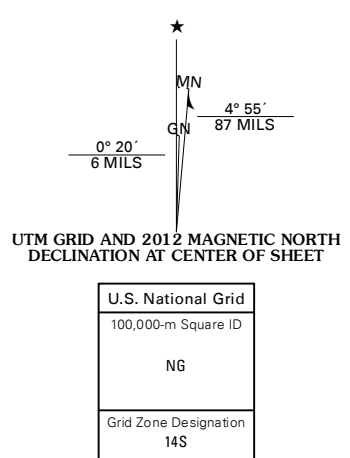 ★
MN
4° 55´
87 MILS
GN
0° 20´
6 MILS
UTM GRID AND 2012 MAGNETIC NORTH
DECLINATION AT CENTER OF SHEET
U.S. National Grid
100,000-m Square ID
NG
Grid Zone Designation
14S